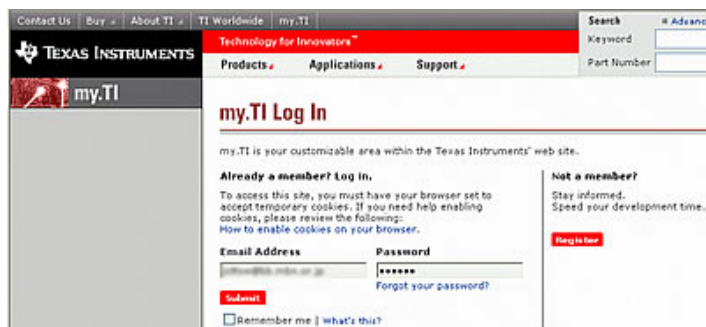 Contact Us Buy About TI TI Worldwide my.TI
Search Advanc
Keyword
Part Number
TEXAS INSTRUMENTS
Technology for Innovators™
Products Applications Support
my.TI
my.TI Log In
my.TI is your customizable area within the Texas Instruments' web site.
Already a member? Log in.
To access this site, you must have your browser set to
accept temporary cookies. If you need help enabling
cookies, please review the following:
How to enable cookies on your browser.
Email Address Password
••••••
Forgot your password?
Submit
Remember me | What's this?
Not a member?
Stay informed.
Speed your development time.
Register